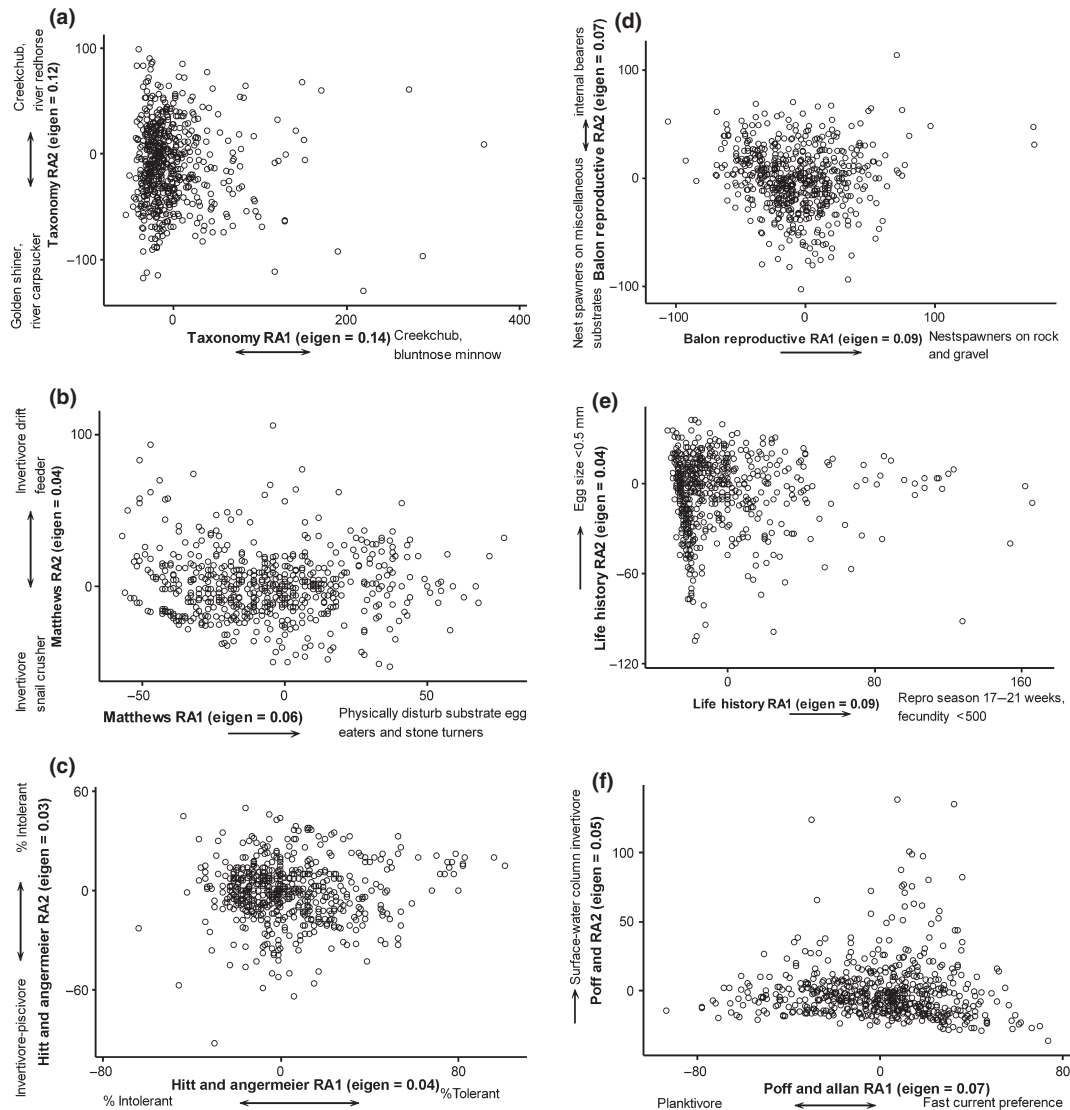 (a)
Creekchub,
river redhorse
Golden shiner,
river carpsucker
Taxonomy RA2 (eigen = 0.12)
100
0
−100
0
200
400
Taxonomy RA1 (eigen = 0.14)
Creekchub,
bluntnose minnow
(b)
Invertivore drift
feeder
Invertivore
snail crusher
Matthews RA2 (eigen = 0.04)
100
0
−50
0
50
Matthews RA1 (eigen = 0.06)
Physically disturb substrate egg
eaters and stone turners
(c)
% Intolerant
Invertivore-piscivore
Hitt and angermeier RA2 (eigen = 0.03)
60
0
−60
−80
0
80
Hitt and angermeier RA1 (eigen = 0.04)
% Intolerant
%Tolerant
(d)
internal bearers
Nest spawners on miscellaneous
substrates
Balon reproductive RA2 (eigen = 0.07)
100
0
−100
−100
0
100
Balon reproductive RA1 (eigen = 0.09)
Nestspawners on rock
and gravel
(e)
Egg size <0.5 mm
Life history RA2 (eigen = 0.04)
0
−60
−120
0
80
160
Life history RA1 (eigen = 0.09)
Repro season 17–21 weeks,
fecundity <500
(f)
Surface-water column invertivore
Poff and RA2 (eigen = 0.05)
100
50
0
−80
0
80
Poff and allan RA1 (eigen = 0.07)
Planktivore
Fast current preference